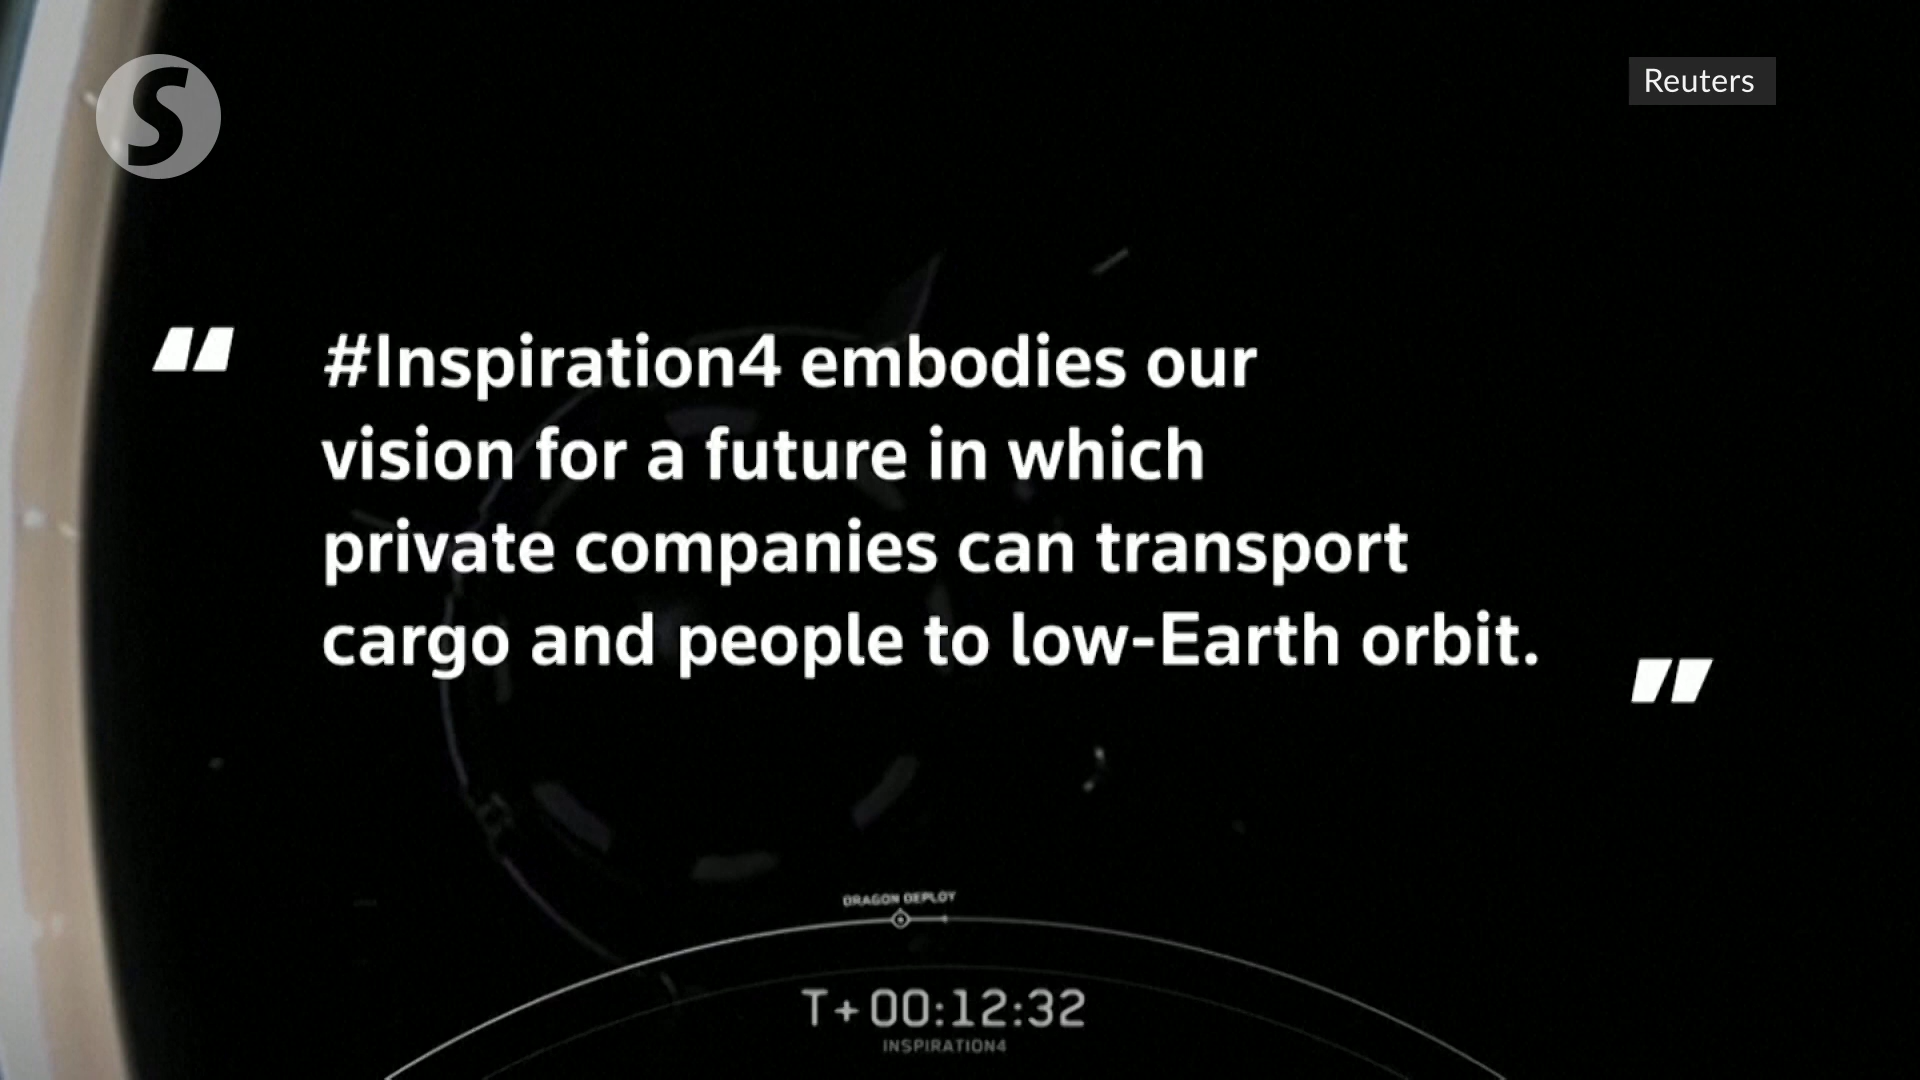 S
Reuters
“ #Inspiration4 embodies our
vision for a future in which
private companies can transport
cargo and people to low-Earth orbit. ”
DRAGON DEPLOY
T+00:12:32
INSPIRATION4